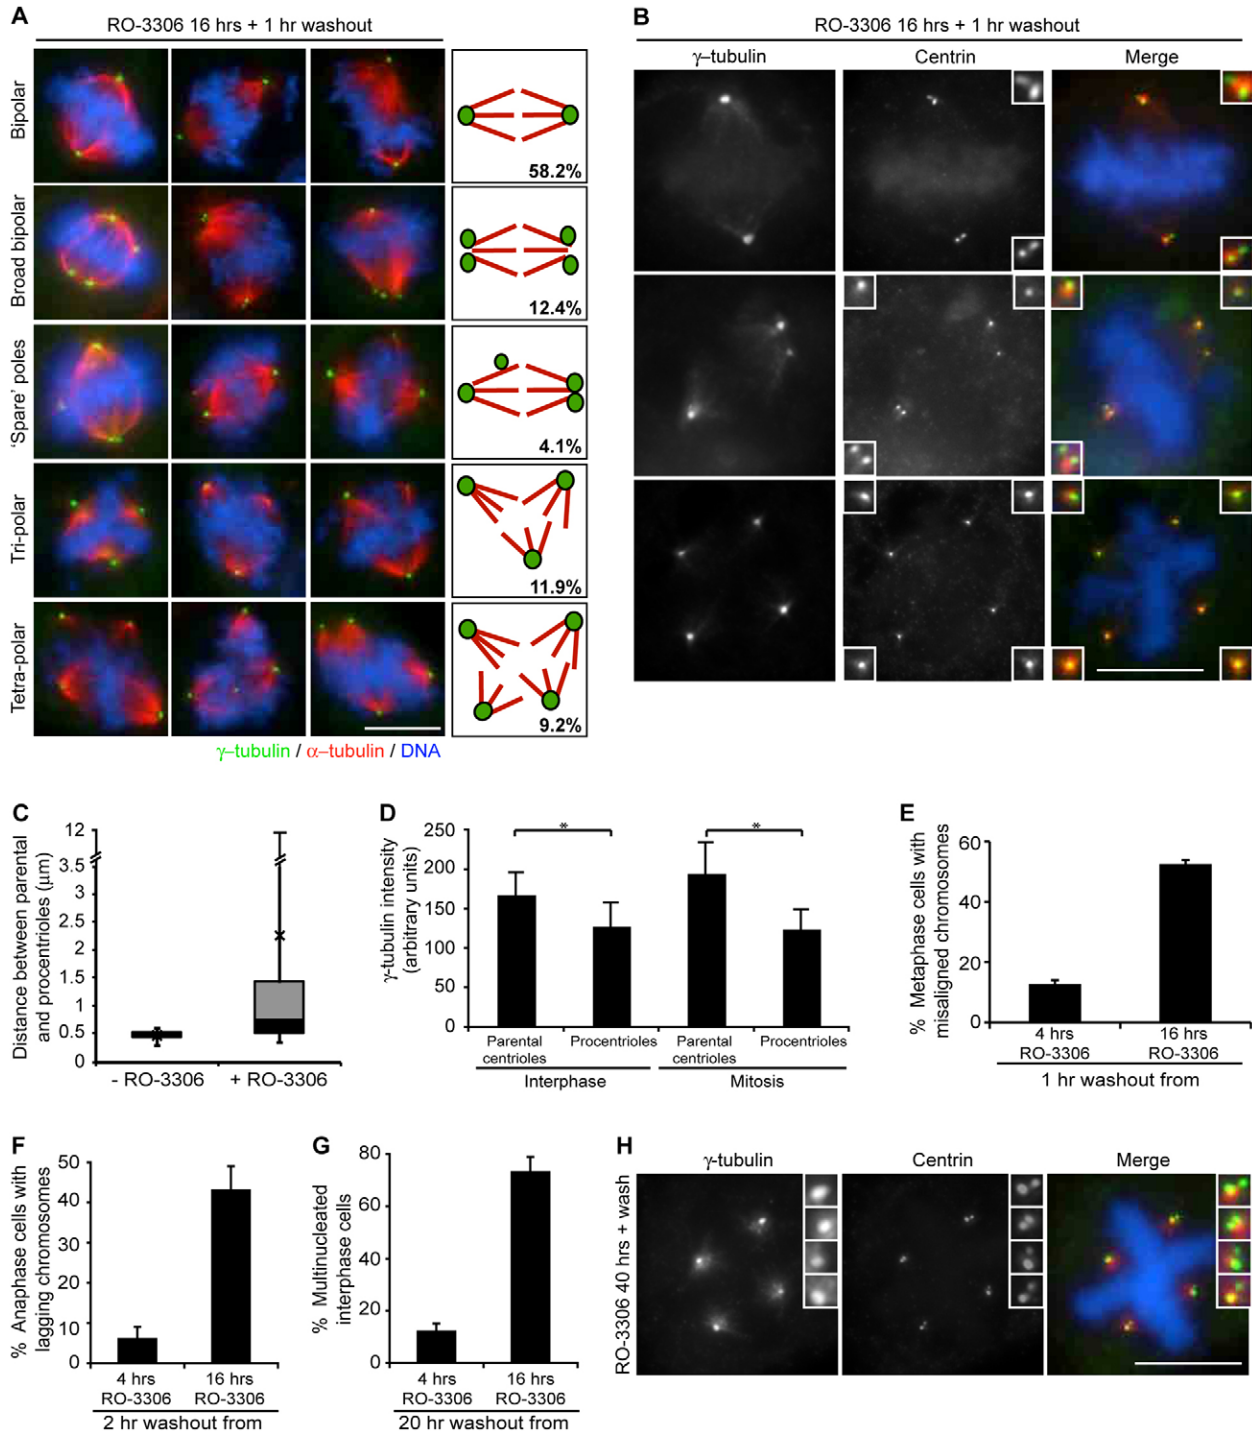 A
RO-3306 16 hrs + 1 hr washout
Bipolar
58.2%
Broad bipolar
12.4%
'Spare' poles
4.1%
Tri-polar
11.9%
Tetra-polar
9.2%
γ–tubulin / α–tubulin / DNA
B
RO-3306 16 hrs + 1 hr washout
γ–tubulin Centrin Merge
C
Distance between parental
and procentrioles (μm)
12
3.5
3
2.5
2
1.5
1
0.5
0
- RO-3306 + RO-3306
D
γ-tubulin intensity
(arbitrary units)
250
200
150
100
50
0
* *
Parental
centrioles
Procentrioles
Parental
centrioles
Procentrioles
Interphase Mitosis
E
% Metaphase cells with
misaligned chromosomes
60
40
20
0
4 hrs
RO-3306
16 hrs
RO-3306
1 hr washout from
F
% Anaphase cells with
lagging chromosomes
50
40
30
20
10
0
4 hrs
RO-3306
16 hrs
RO-3306
2 hr washout from
G
% Multinucleated
interphase cells
80
60
40
20
0
4 hrs
RO-3306
16 hrs
RO-3306
20 hr washout from
H
γ-tubulin Centrin Merge
RO-3306 40 hrs + wash